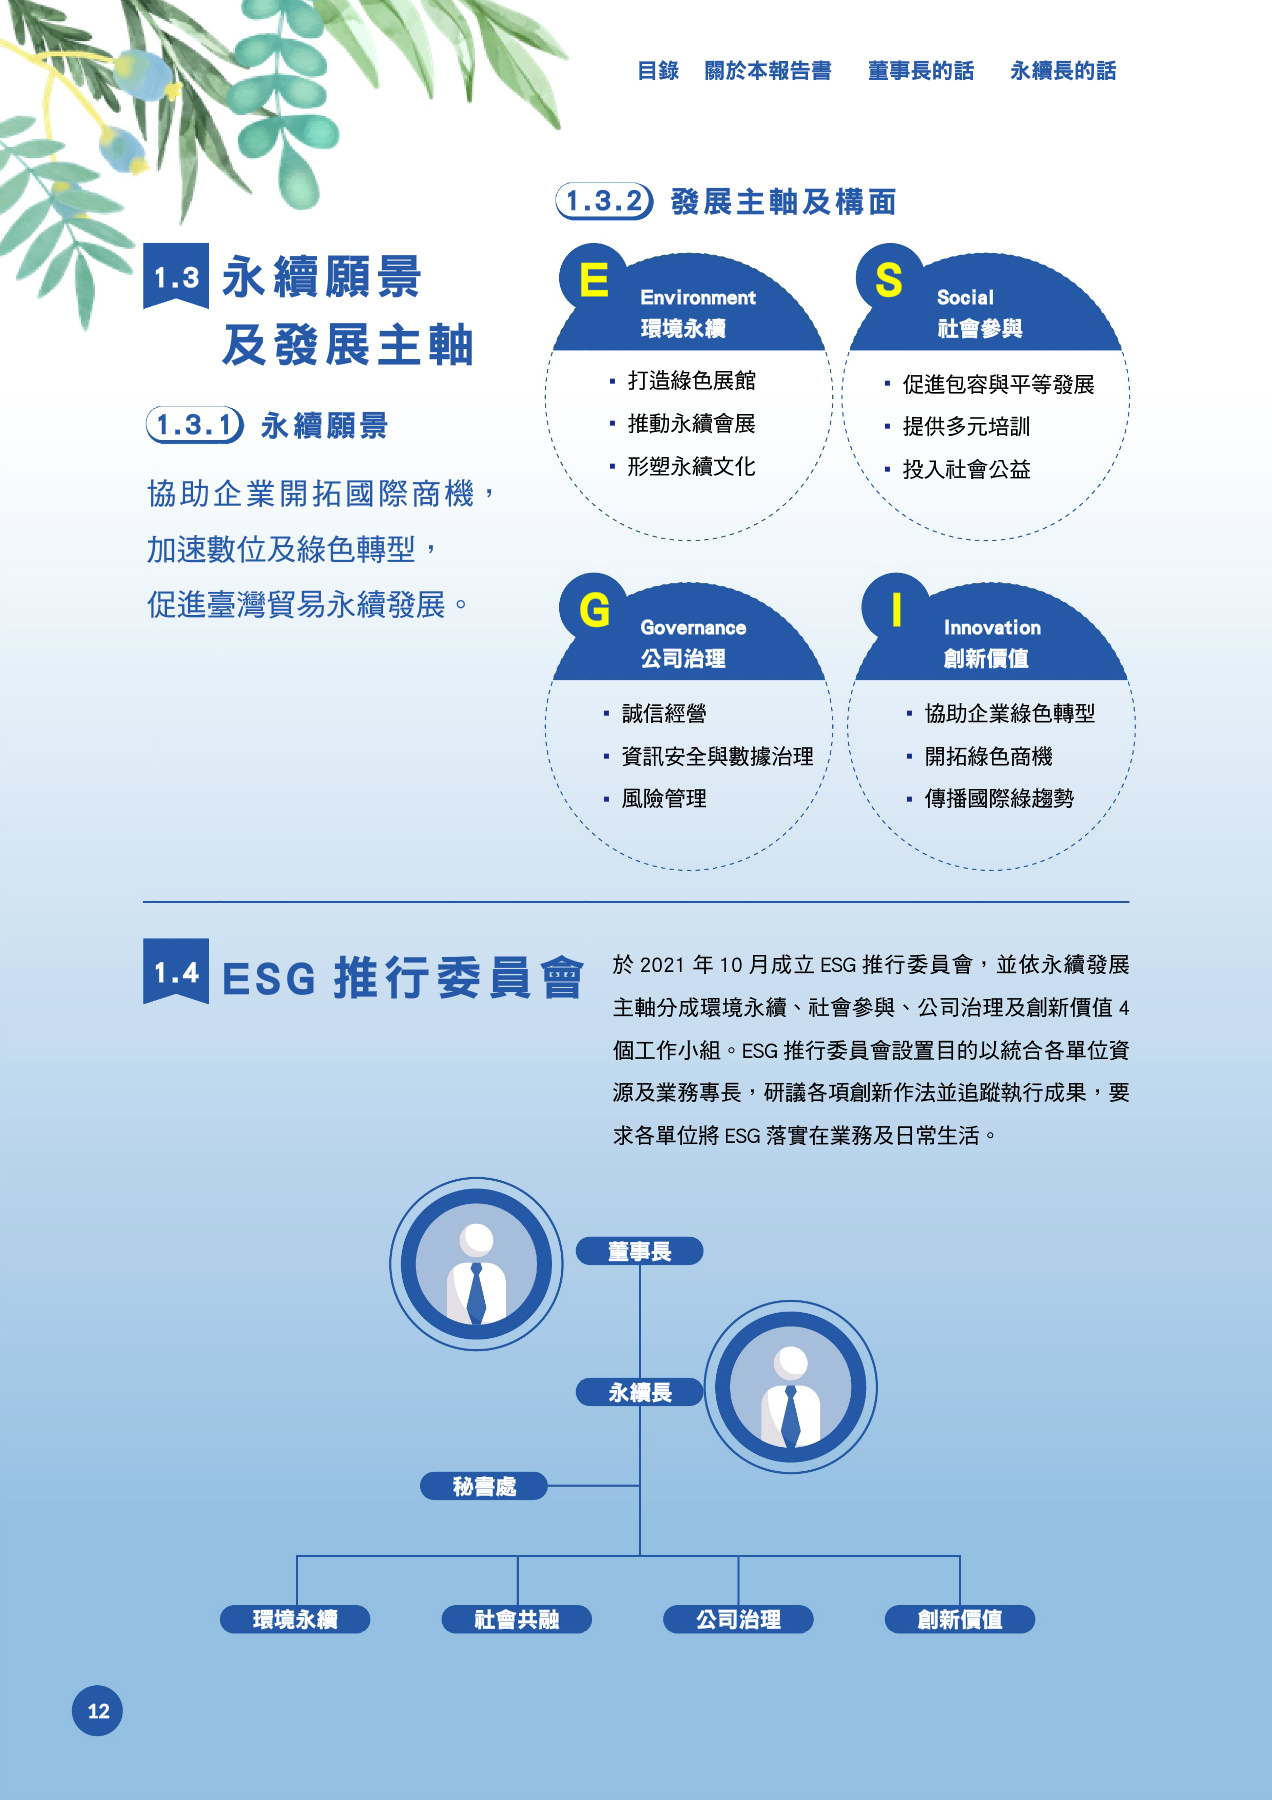 目錄 關於本報告書 董事長的話 永續長的話
1.3 永續願景
及發展主軸
1.3.1 永續願景
協助企業開拓國際商機，
加速數位及綠色轉型，
促進臺灣貿易永續發展。
1.3.2 發展主軸及構面
E
Environment
環境永續
▪ 打造綠色展館
▪ 推動永續會展
▪ 形塑永續文化
S
Social
社會參與
▪ 促進包容與平等發展
▪ 提供多元培訓
▪ 投入社會公益
G
Governance
公司治理
▪ 誠信經營
▪ 資訊安全與數據治理
▪ 風險管理
I
Innovation
創新價值
▪ 協助企業綠色轉型
▪ 開拓綠色商機
▪ 傳播國際綠趨勢
1.4 ESG 推行委員會
於 2021 年 10 月成立 ESG 推行委員會，並依永續發展
主軸分成環境永續、社會參與、公司治理及創新價值 4
個工作小組。ESG 推行委員會設置目的以統合各單位資
源及業務專長，研議各項創新作法並追蹤執行成果，要
求各單位將 ESG 落實在業務及日常生活。
董事長
永續長
秘書處
環境永續 社會共融 公司治理 創新價值
12